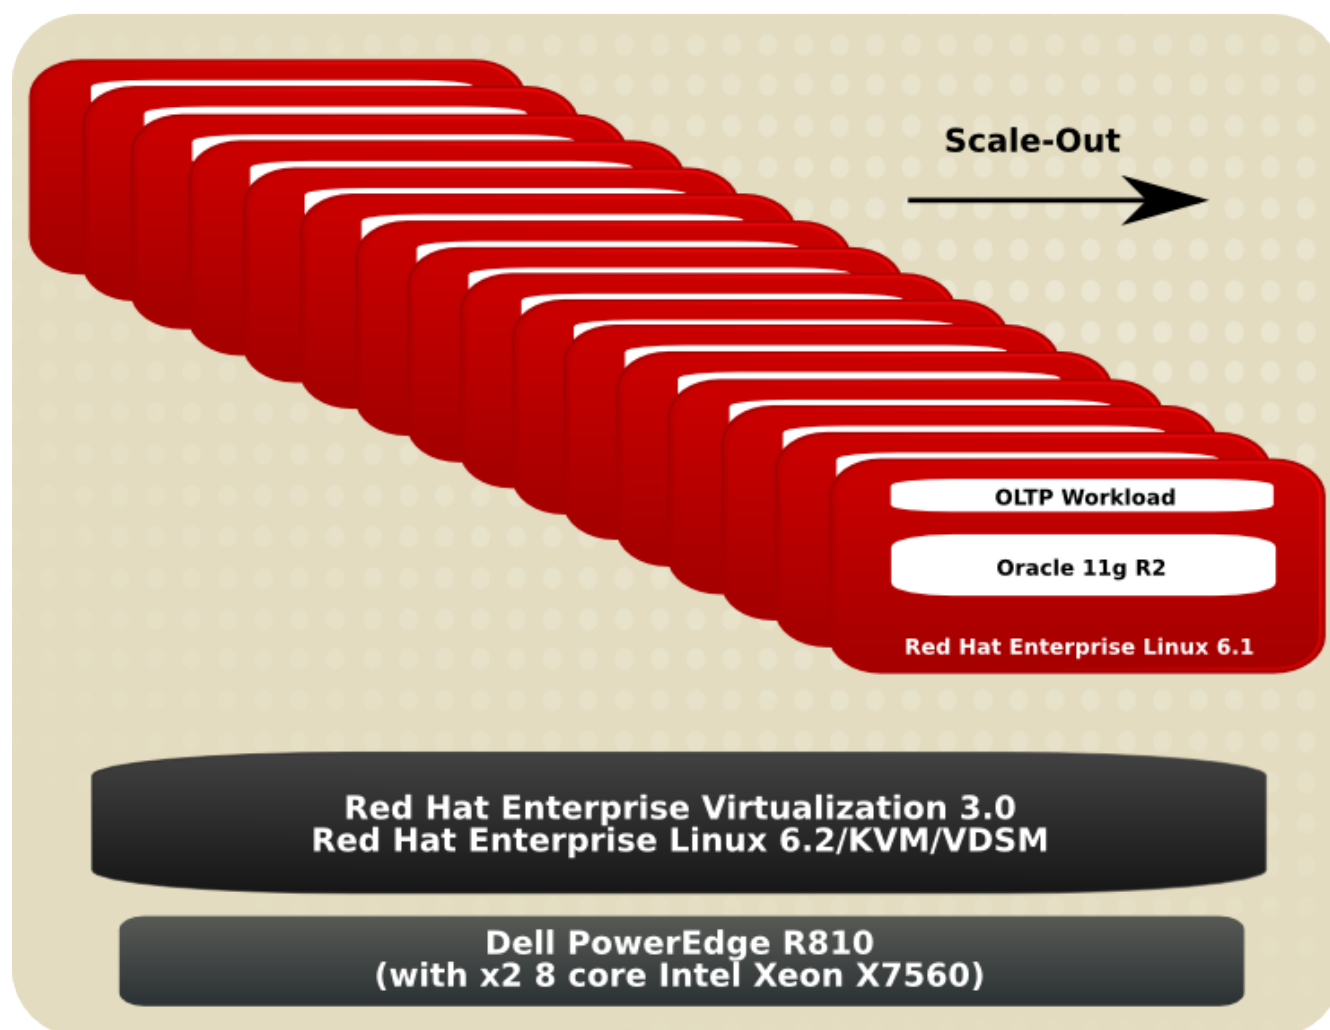 Scale-Out
OLTP Workload
Oracle 11g R2
Red Hat Enterprise Linux 6.1
Red Hat Enterprise Virtualization 3.0
Red Hat Enterprise Linux 6.2/KVM/VDSM
Dell PowerEdge R810
(with x2 8 core Intel Xeon X7560)